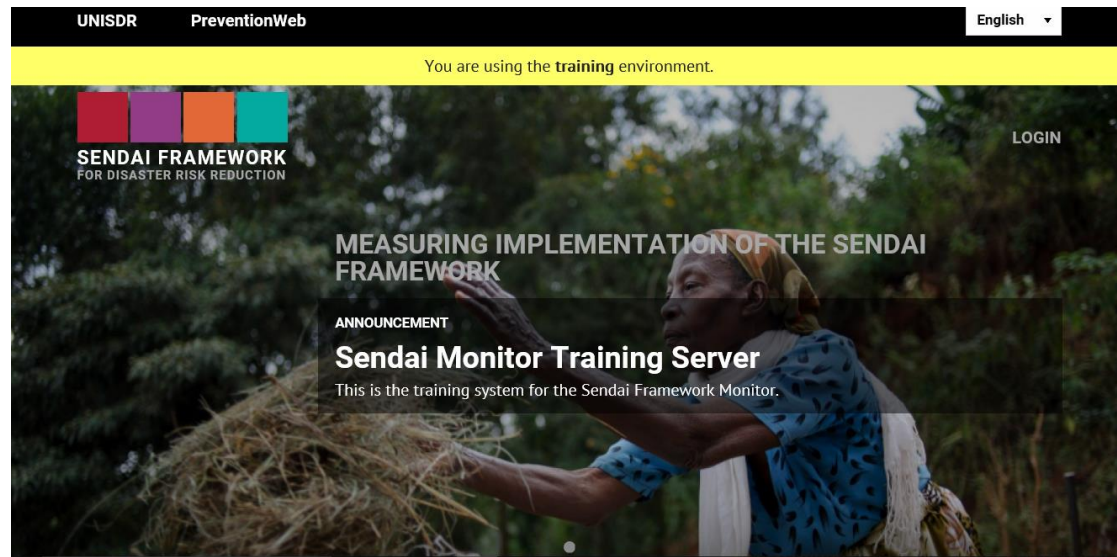 UNISDR PreventionWeb English
You are using the training environment.
SENDAI FRAMEWORK
FOR DISASTER RISK REDUCTION
LOGIN
MEASURING IMPLEMENTATION OF THE SENDAI
FRAMEWORK
ANNOUNCEMENT
Sendai Monitor Training Server
This is the training system for the Sendai Framework Monitor.